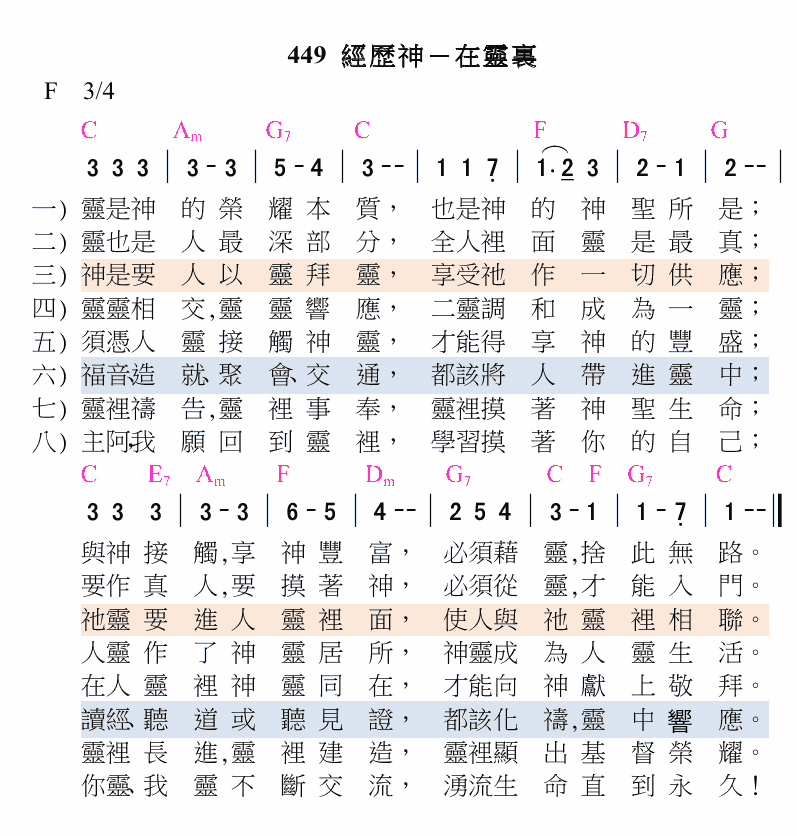 449 經歷神－在靈裏
F 3/4
C Am G7 C F D7 G
3 3 3 | 3 - 3 | 5 - 4 | 3 - - | 1 1 7̣ | 1· 2 3 | 2 - 1 | 2 - - |
一) 靈是神 的 榮 耀 本 質， 也是神 的 神 聖 所 是；
二) 靈也是 人 最 深 部 分， 全人裡 面 靈 是 最 真；
三) 神是要 人 以 靈 拜 靈， 享受祂 作 一 切 供 應；
四) 靈靈相 交,靈 靈 響 應， 二靈調 和 成 為 一 靈；
五) 須憑人 靈 接 觸 神 靈， 才能得 享 神 的 豐 盛；
六) 福音、造 就、聚 會、交 通， 都該將 人 帶 進 靈 中；
七) 靈裡禱 告,靈 裡 事 奉， 靈裡摸 著 神 聖 生 命；
八) 主阿,我 願 回 到 靈 裡， 學習摸 著 你 的 自 己；
C E7 Am F Dm G7 C F G7 C
3 3 3 | 3 - 3 | 6 - 5 | 4 - - | 2 5 4 | 3 - 1 | 1 - 7̣ | 1 - - ‖
與神 接 觸,享 神 豐 富， 必須藉 靈,捨 此 無 路。
要作 真 人,要 摸 著 神， 必須從 靈,才 能 入 門。
祂靈 要 進 人 靈 裡 面， 使人與 祂 靈 裡 相 聯。
人靈 作 了 神 靈 居 所， 神靈成 為 人 靈 生 活。
在人 靈 裡 神 靈 同 在， 才能向 神 獻 上 敬 拜。
讀經、聽 道 或 聽 見 證， 都該化 禱,靈 中 響 應。
靈裡 長 進,靈 裡 建 造， 靈裡顯 出 基 督 榮 耀。
你靈、我 靈 不 斷 交 流， 湧流生 命 直 到 永 久！